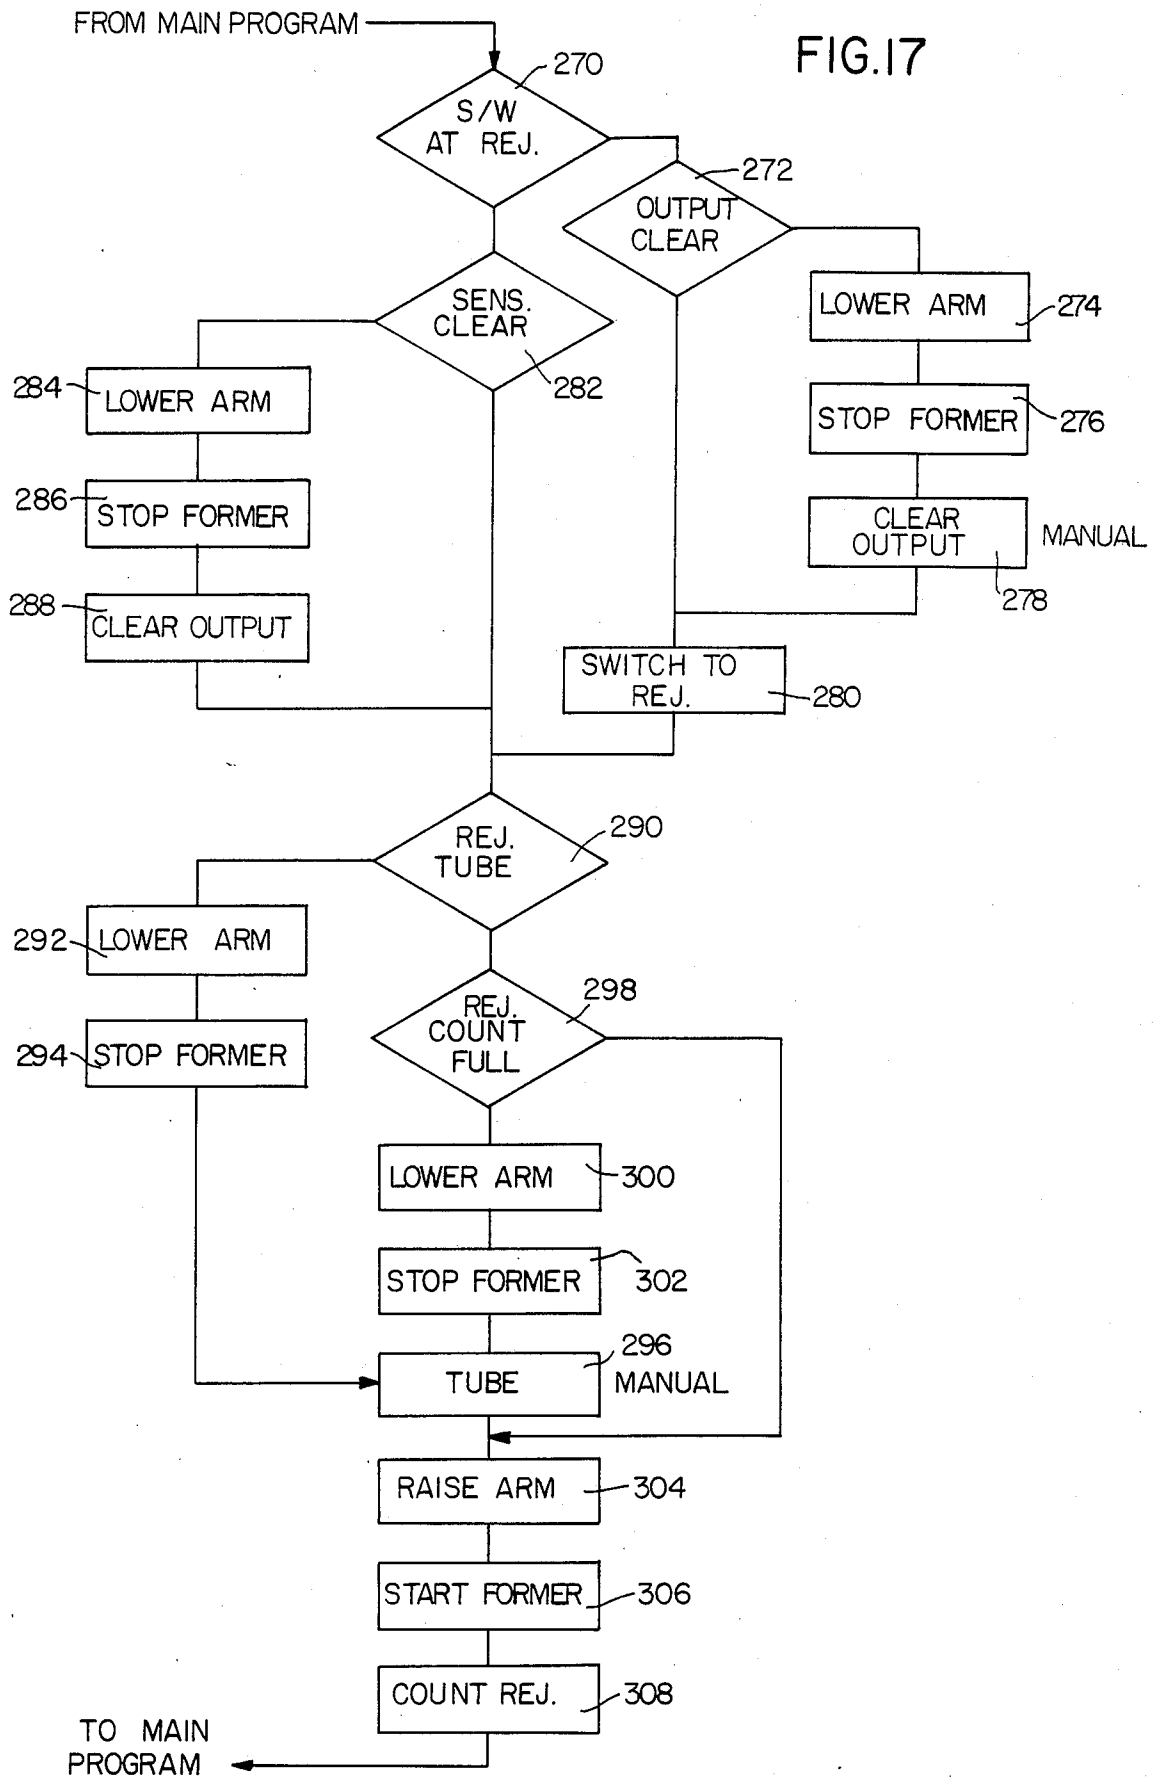 FROM MAIN PROGRAM
FIG.17
270
S/W
AT REJ.
272
OUTPUT
CLEAR
SENS.
CLEAR
282
LOWER ARM
274
284
LOWER ARM
STOP FORMER
276
286
STOP FORMER
CLEAR
OUTPUT
MANUAL
278
288
CLEAR OUTPUT
SWITCH TO
REJ.
280
REJ.
TUBE
290
292
LOWER ARM
298
REJ.
COUNT
FULL
294
STOP FORMER
LOWER ARM
300
STOP FORMER
302
296
TUBE
MANUAL
RAISE ARM
304
START FORMER
306
COUNT REJ.
308
TO MAIN
PROGRAM